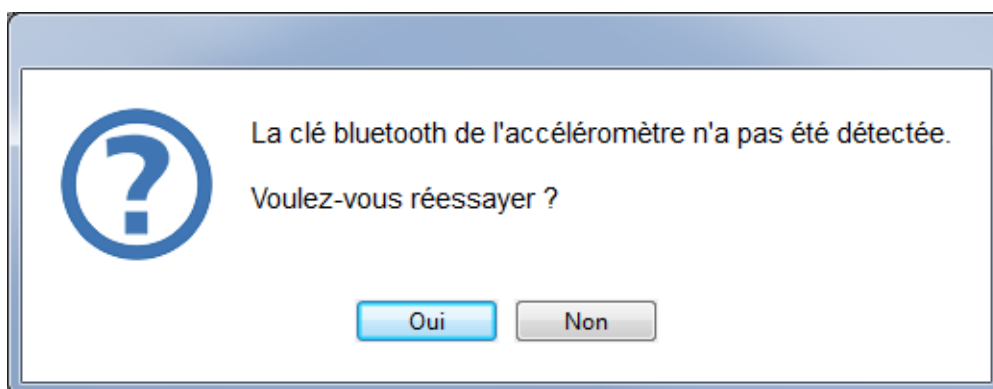 La clé bluetooth de l'accéléromètre n'a pas été détectée.
Voulez-vous réessayer ?
Oui
Non